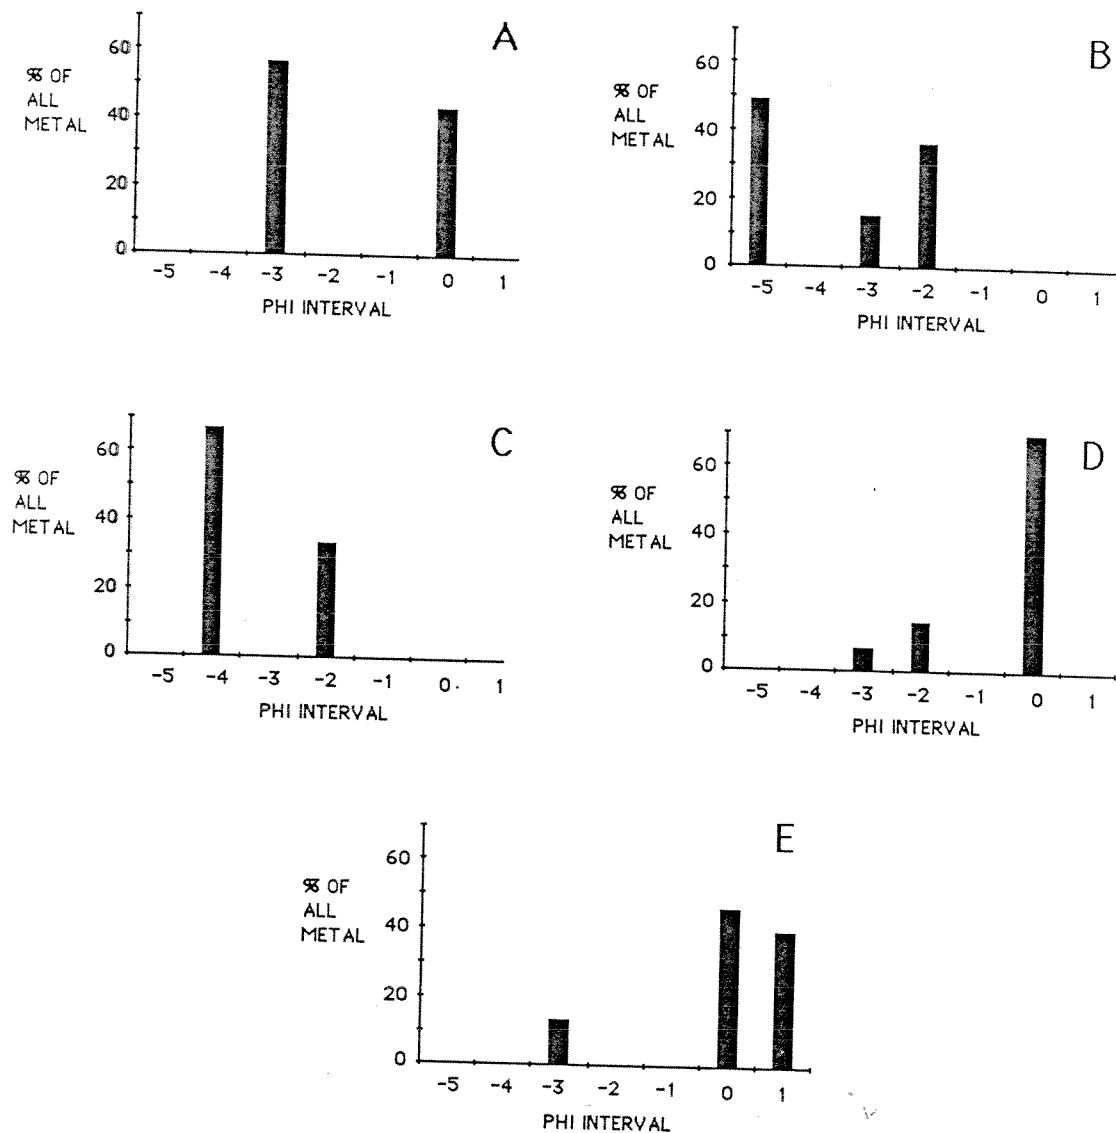 A
% OF
ALL
METAL
60
40
20
0
-5 -4 -3 -2 -1 0 1
PHI INTERVAL
B
% OF
ALL
METAL
60
40
20
0
-5 -4 -3 -2 -1 0 1
PHI INTERVAL
C
% OF
ALL
METAL
60
40
20
0
-5 -4 -3 -2 -1 0. 1
PHI INTERVAL
D
% OF
ALL
METAL
60
40
20
0
-5 -4 -3 -2 -1 0 1
PHI INTERVAL
E
% OF
ALL
METAL
60
40
20
0
-5 -4 -3 -2 -1 0 1
PHI INTERVAL